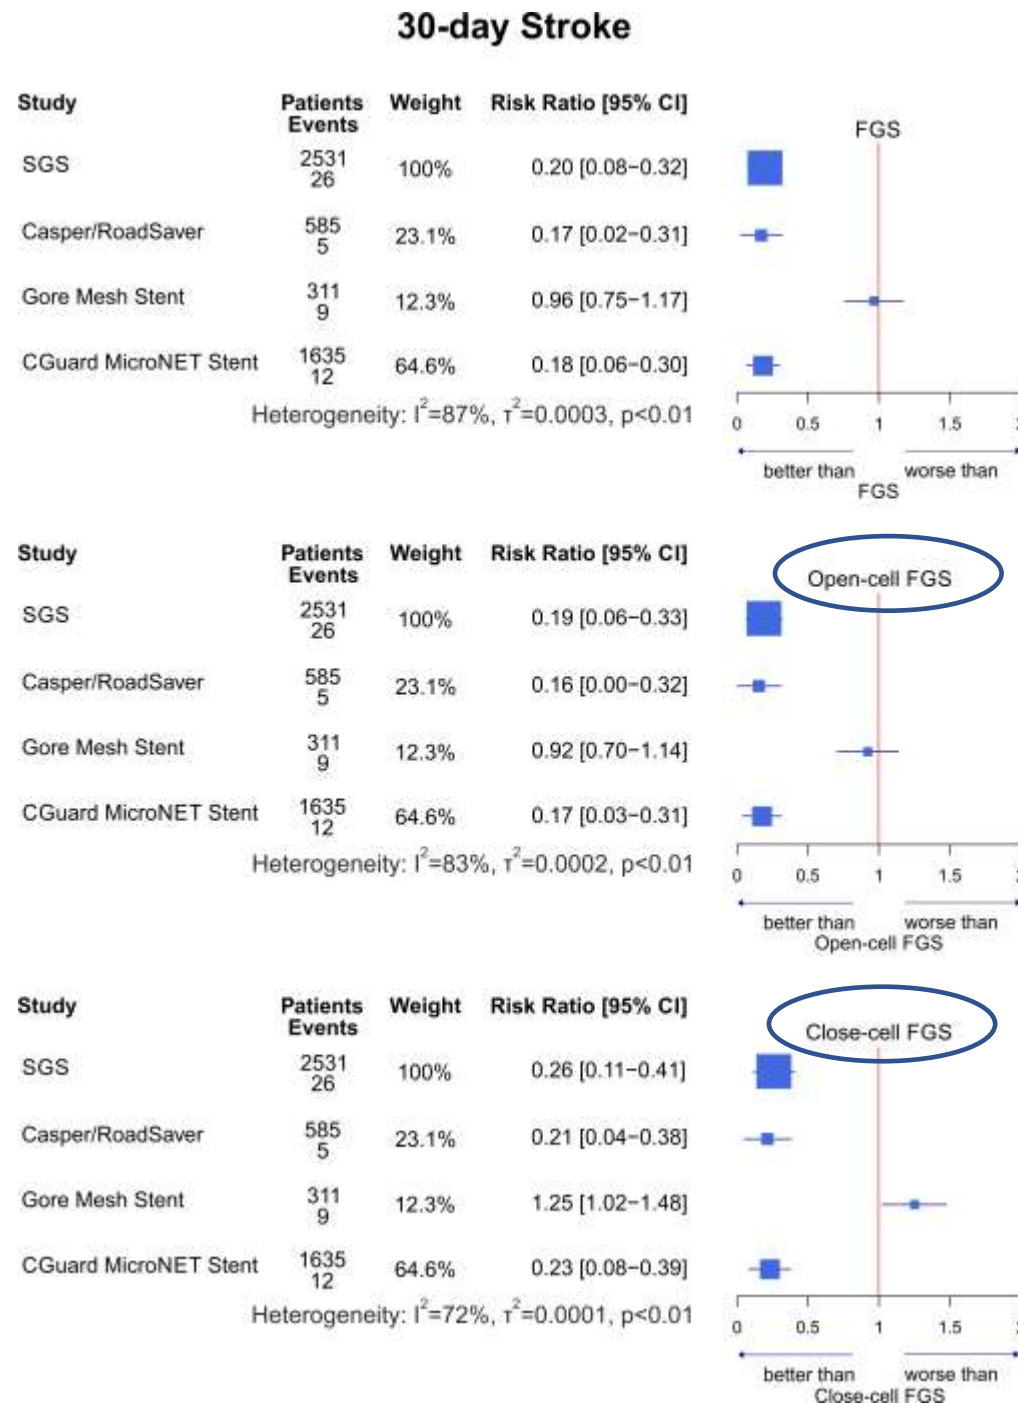 30-day Stroke
Study Patients Events Weight Risk Ratio [95% CI]
FGS
SGS 2531 26 100% 0.20 [0.08−0.32]
Casper/RoadSaver 585 5 23.1% 0.17 [0.02−0.31]
Gore Mesh Stent 311 9 12.3% 0.96 [0.75−1.17]
CGuard MicroNET Stent 1635 12 64.6% 0.18 [0.06−0.30]
Heterogeneity: I²=87%, τ²=0.0003, p<0.01
0 0.5 1 1.5 2
better than worse than
FGS
Study Patients Events Weight Risk Ratio [95% CI]
Open-cell FGS
SGS 2531 26 100% 0.19 [0.06−0.33]
Casper/RoadSaver 585 5 23.1% 0.16 [0.00−0.32]
Gore Mesh Stent 311 9 12.3% 0.92 [0.70−1.14]
CGuard MicroNET Stent 1635 12 64.6% 0.17 [0.03−0.31]
Heterogeneity: I²=83%, τ²=0.0002, p<0.01
0 0.5 1 1.5 2
better than worse than
Open-cell FGS
Study Patients Events Weight Risk Ratio [95% CI]
Close-cell FGS
SGS 2531 26 100% 0.26 [0.11−0.41]
Casper/RoadSaver 585 5 23.1% 0.21 [0.04−0.38]
Gore Mesh Stent 311 9 12.3% 1.25 [1.02−1.48]
CGuard MicroNET Stent 1635 12 64.6% 0.23 [0.08−0.39]
Heterogeneity: I²=72%, τ²=0.0001, p<0.01
0 0.5 1 1.5 2
better than worse than
Close-cell FGS